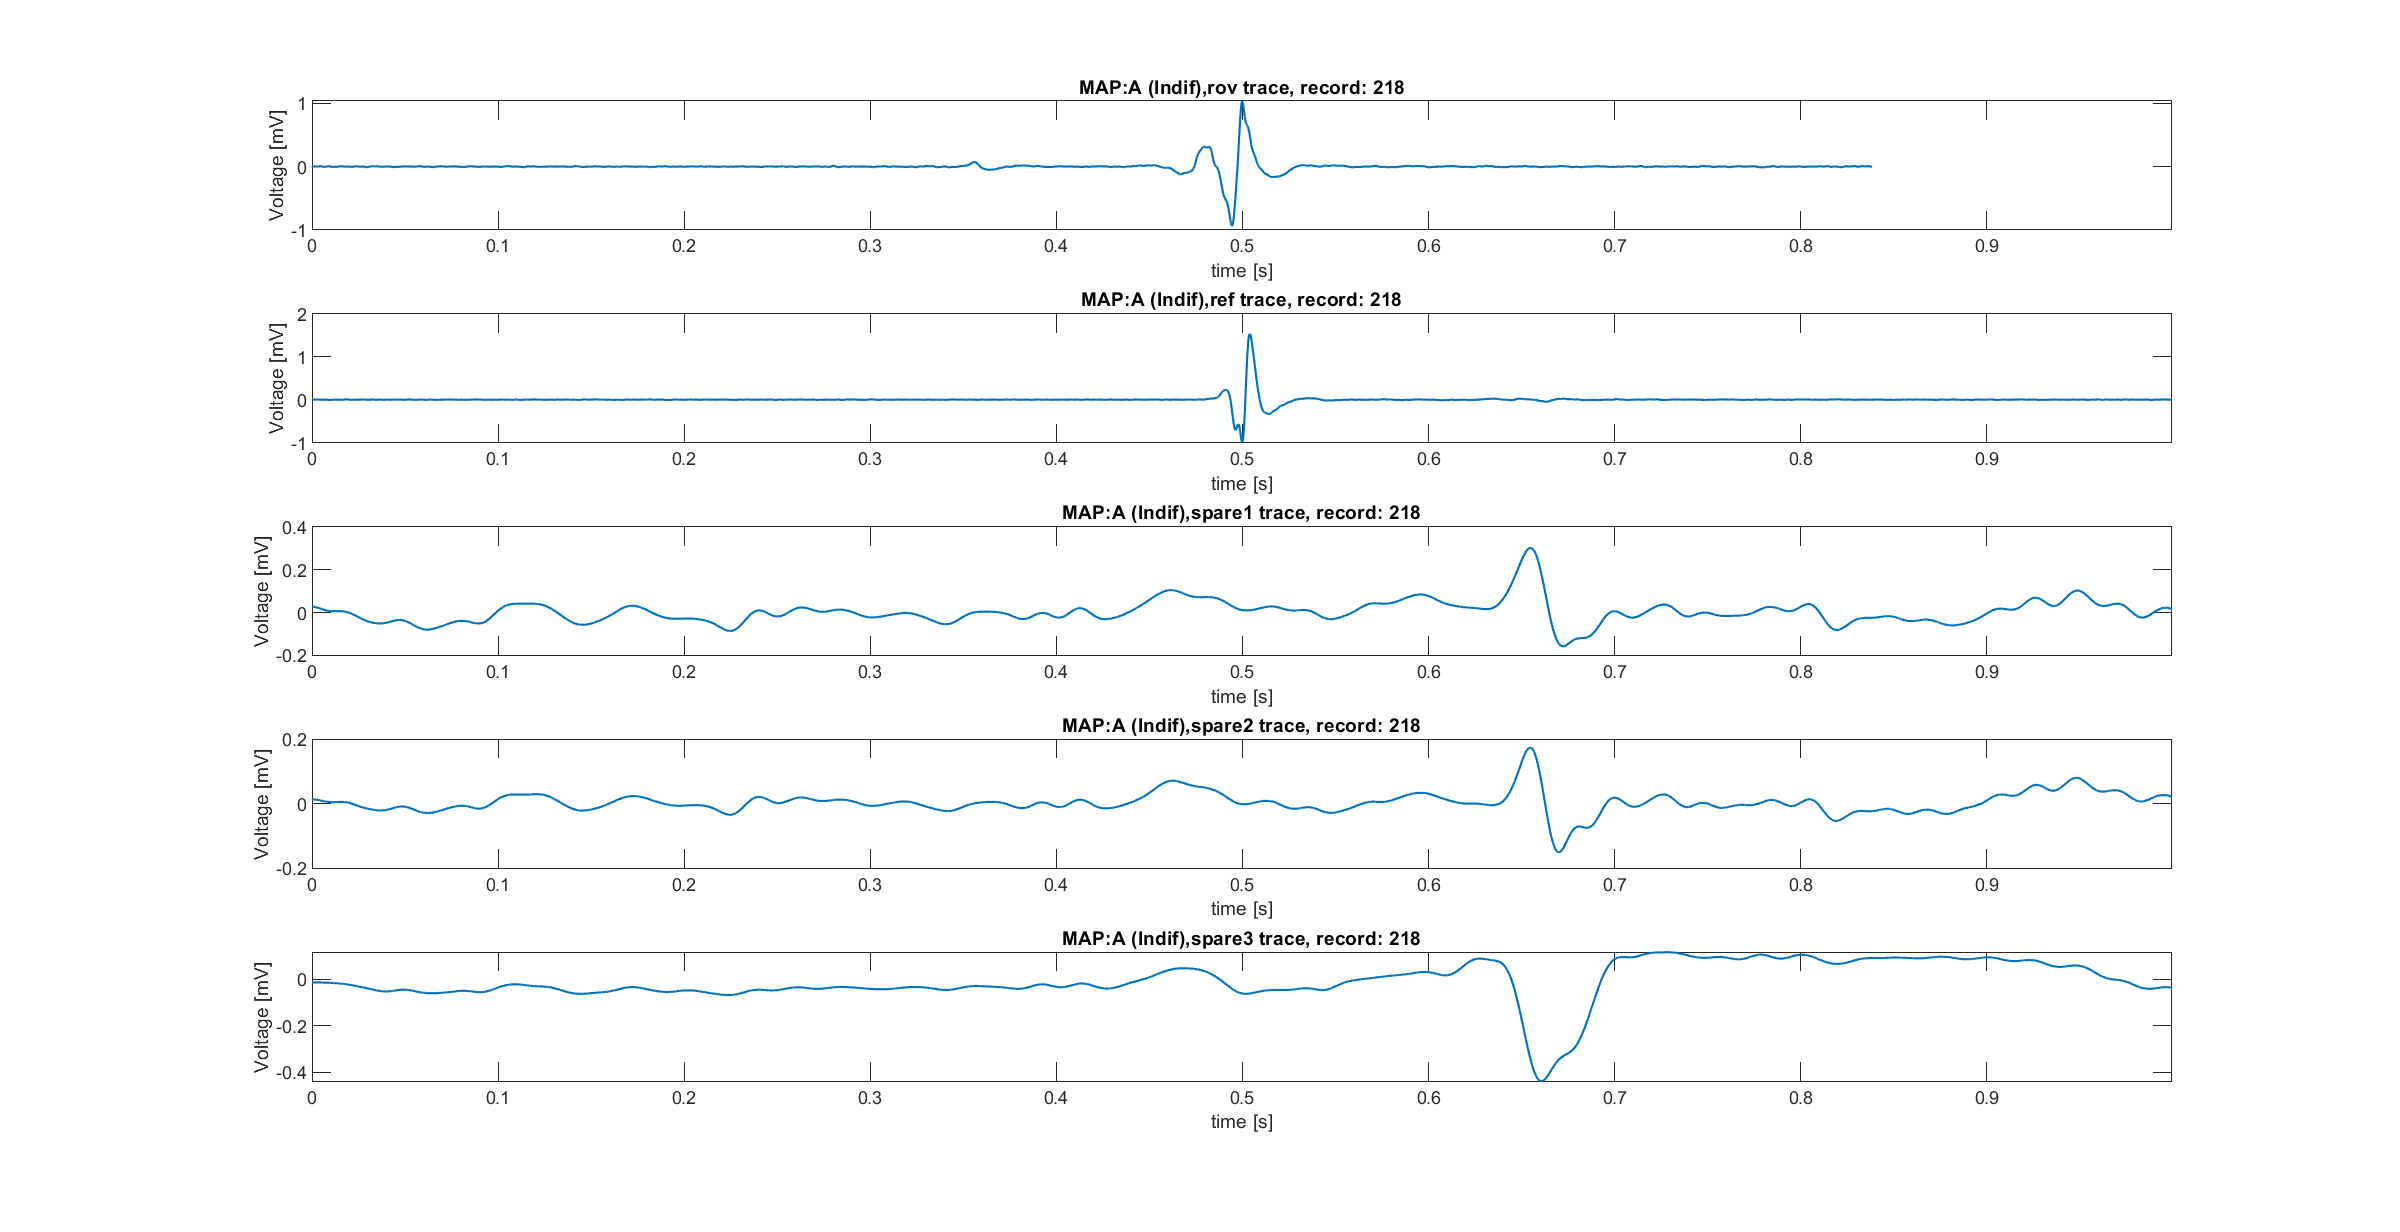 MAP:A (Indif),rov trace, record: 218
Voltage [mV]
1
0
-1
0 0.1 0.2 0.3 0.4 0.5 0.6 0.7 0.8 0.9
time [s]
MAP:A (Indif),ref trace, record: 218
Voltage [mV]
2
1
0
-1
0 0.1 0.2 0.3 0.4 0.5 0.6 0.7 0.8 0.9
time [s]
MAP:A (Indif),spare1 trace, record: 218
Voltage [mV]
0.4
0.2
0
-0.2
0 0.1 0.2 0.3 0.4 0.5 0.6 0.7 0.8 0.9
time [s]
MAP:A (Indif),spare2 trace, record: 218
Voltage [mV]
0.2
0
-0.2
0 0.1 0.2 0.3 0.4 0.5 0.6 0.7 0.8 0.9
time [s]
MAP:A (Indif),spare3 trace, record: 218
Voltage [mV]
0
-0.2
-0.4
0 0.1 0.2 0.3 0.4 0.5 0.6 0.7 0.8 0.9
time [s]